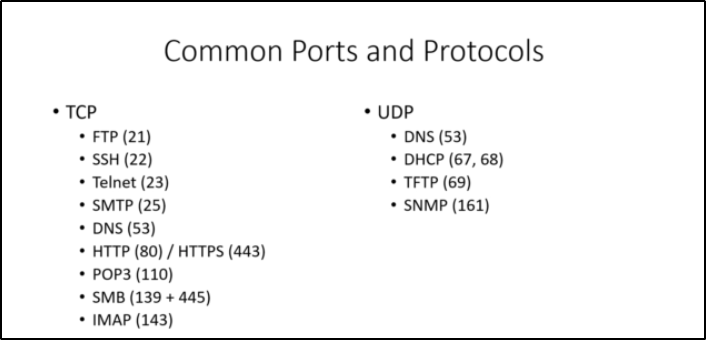 Common Ports and Protocols
• TCP
• FTP (21)
• SSH (22)
• Telnet (23)
• SMTP (25)
• DNS (53)
• HTTP (80) / HTTPS (443)
• POP3 (110)
• SMB (139 + 445)
• IMAP (143)
• UDP
• DNS (53)
• DHCP (67, 68)
• TFTP (69)
• SNMP (161)